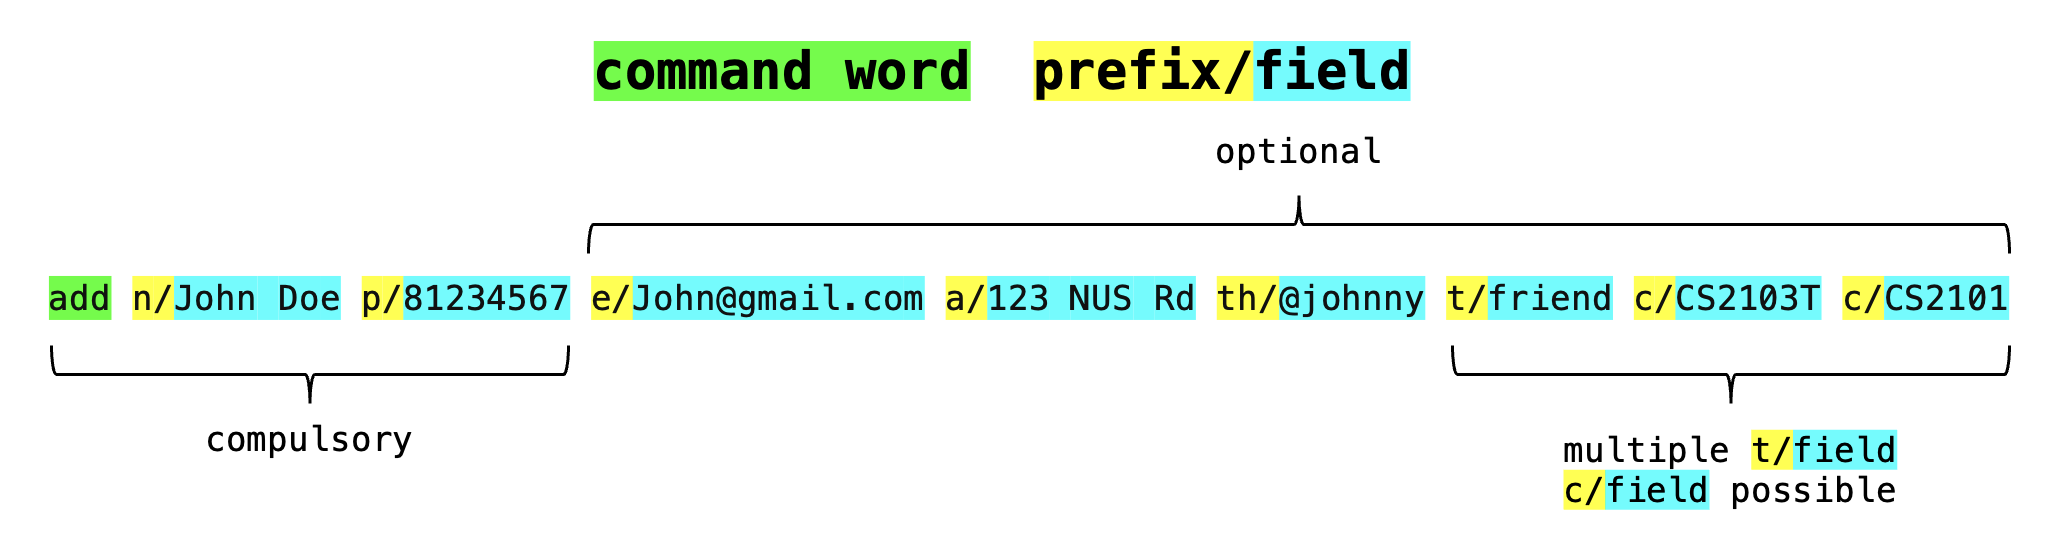 command word prefix/field
optional
add n/John Doe p/81234567 e/John@gmail.com a/123 NUS Rd th/@johnny t/friend c/CS2103T c/CS2101
compulsory
multiple t/field
c/field possible